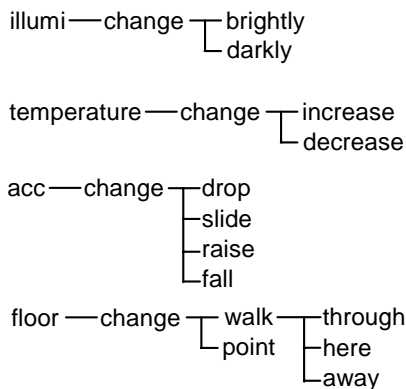 illumi change brightly
darkly
temperature change increase
decrease
acc change drop
slide
raise
fall
floor change walk through
point here
away